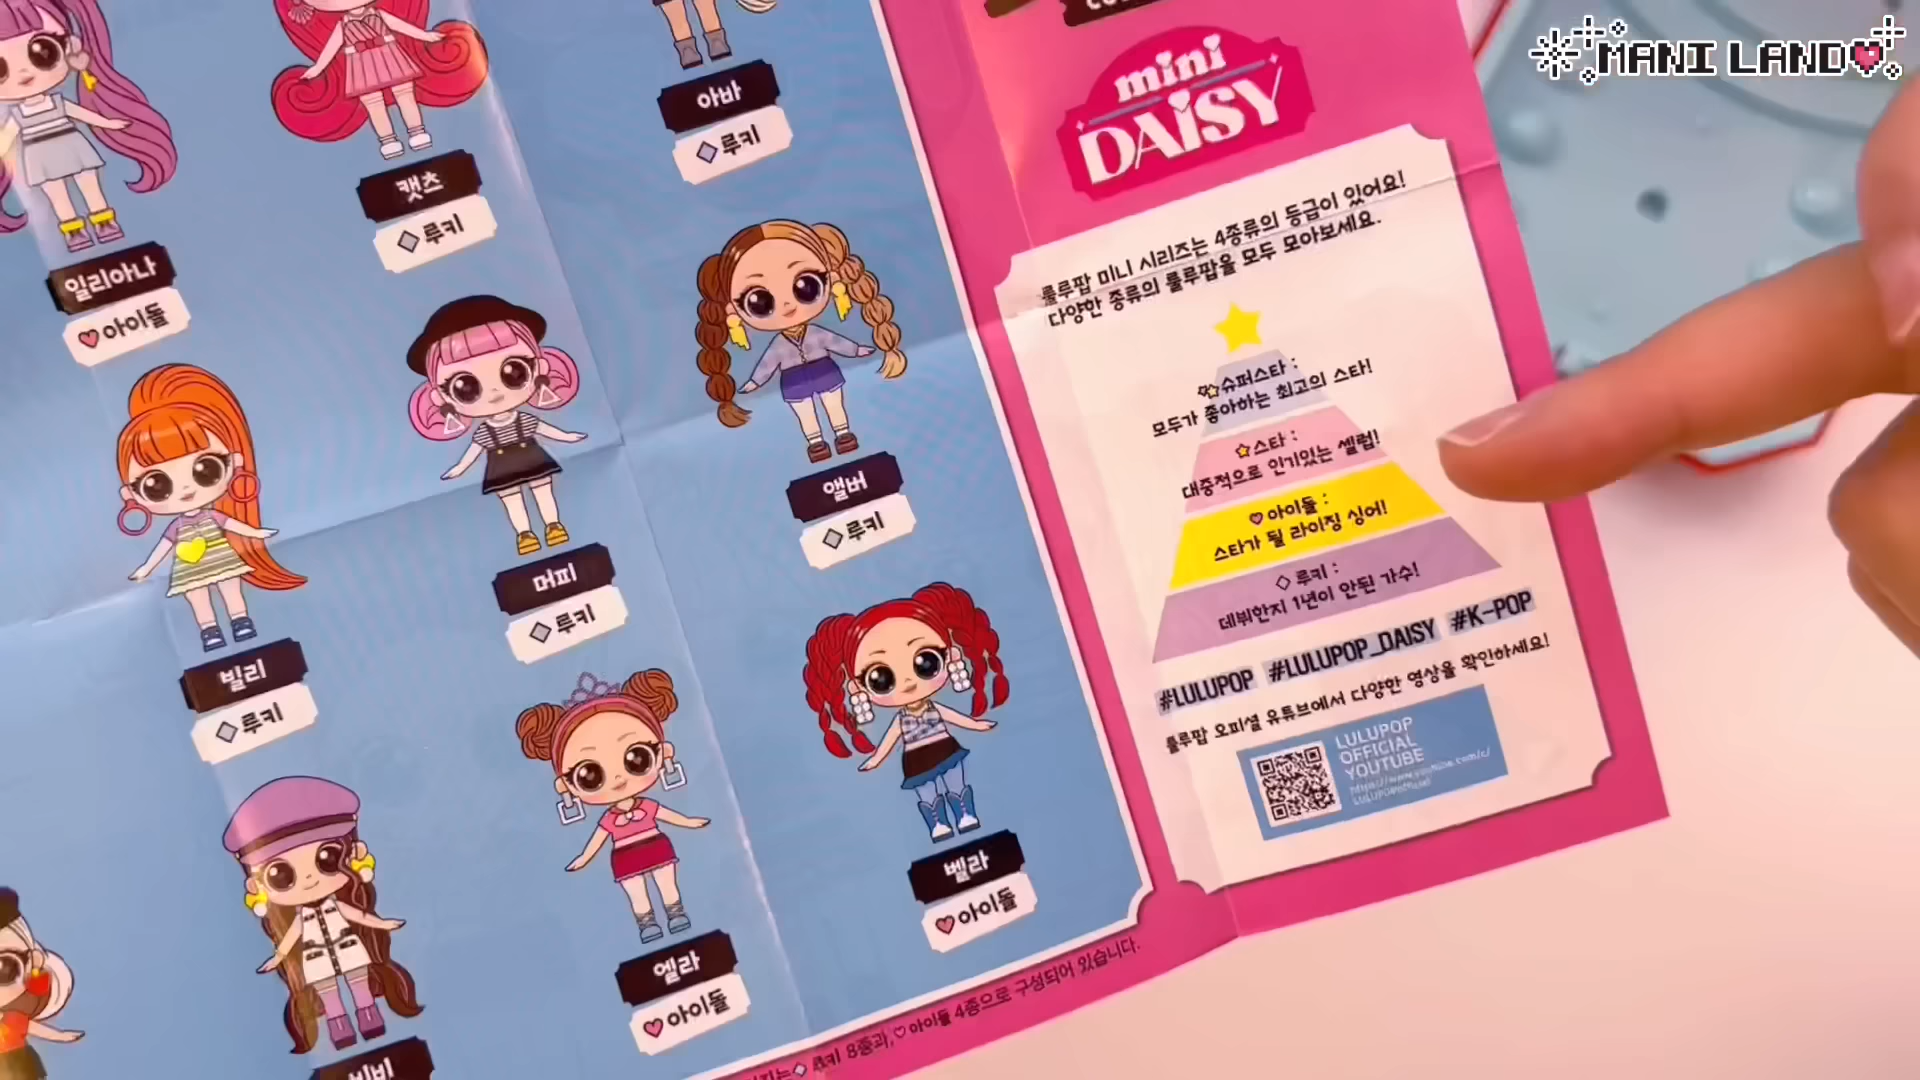 MANI LAND
mini
DAISY
룰루팝 미니 시리즈는 4종류의 등급이 있어요!
다양한 종류의 룰루팝을 모두 모아보세요.
슈퍼스타 :
모두가 좋아하는 최고의 스타!
스타 :
대중적으로 인기있는 셀럽!
아이돌 :
스타가 될 라이징 싱어!
루키 :
데뷔한지 1년이 안된 가수!
#LULUPOP #LULUPOP_DAISY #K-POP
룰루팝 오피셜 유튜브에서 다양한 영상을 확인하세요!
LULUPOP
OFFICIAL
YOUTUBE
일리아나
아이돌
캣츠
루키
아바
루키
빌리
루키
머피
루키
앨버
루키
비비
엘라
아이돌
벨라
아이돌
루키 8종과, 아이돌 4종으로 구성되어 있습니다.